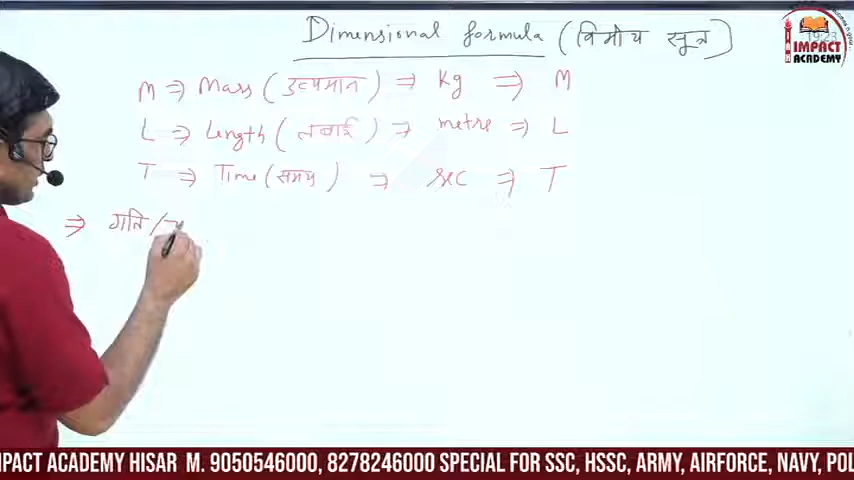 Dimensional formula (विमीय सूत्र)
IMPACT
ACADEMY
M ⇒ Mass (द्रव्यमान) ⇒ Kg ⇒ M
L ⇒ Length (लंबाई) ⇒ metre ⇒ L
T ⇒ Time (समय) ⇒ sec ⇒ T
⇒ गति /
IMPACT ACADEMY HISAR M. 9050546000, 8278246000 SPECIAL FOR SSC, HSSC, ARMY, AIRFORCE, NAVY, POL